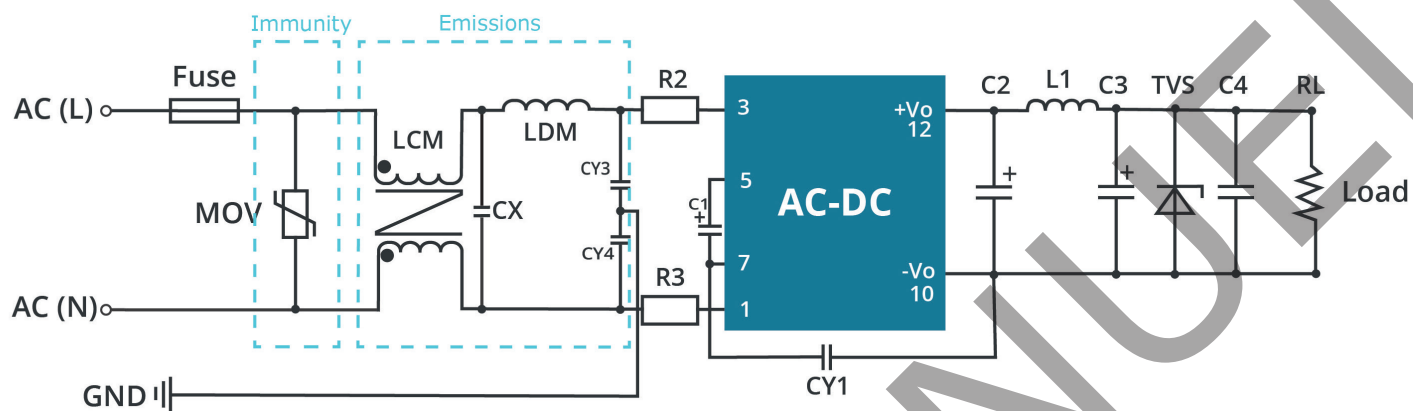 Immunity
Emissions
Fuse
R2
C2
L1
C3
TVS
C4
RL
AC (L)
3
+Vo
12
LCM
LDM
CY3
5
MOV
CX
C1
+
AC-DC
+
+
Load
CY4
7
R3
-Vo
10
AC (N)
1
CY1
GND